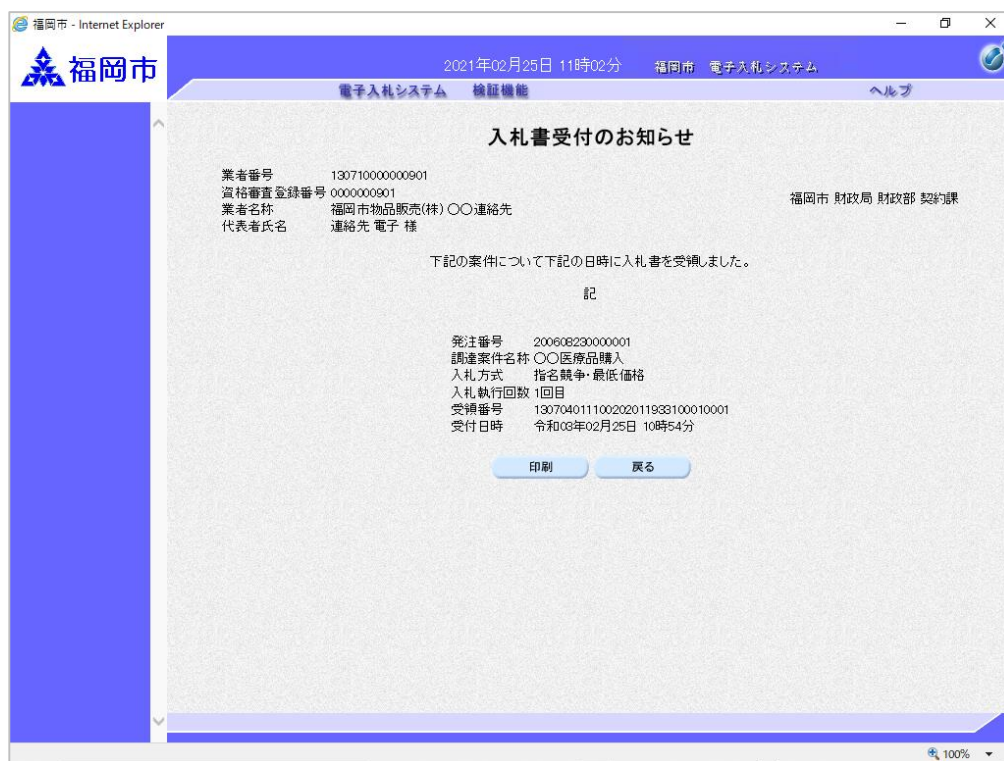 福岡市 - Internet Explorer
福岡市
2021年02月25日 11時02分 福岡市 電子入札システム
電子入札システム 検証機能 ヘルプ
入札書受付のお知らせ
業者番号 130710000000901
資格審査登録番号 0000000901
福岡市 財政局 財政部 契約課
業者名称 福岡市物品販売(株) 〇〇連絡先
代表者氏名 連絡先 電子 様
下記の案件について下記の日時に入札書を受領しました。
記
発注番号 200608230000001
調達案件名称 〇〇医療品購入
入札方式 指名競争・最低価格
入札執行回数 1回目
受領番号 1307040111002020119331000​10001
受付日時 令和03年02月25日 10時54分
印刷 戻る
100%